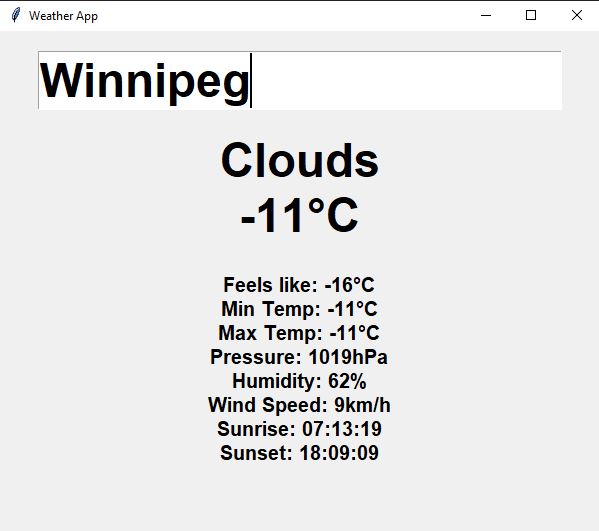 Weather App
Winnipeg
Clouds
-11°C
Feels like: -16°C
Min Temp: -11°C
Max Temp: -11°C
Pressure: 1019hPa
Humidity: 62%
Wind Speed: 9km/h
Sunrise: 07:13:19
Sunset: 18:09:09